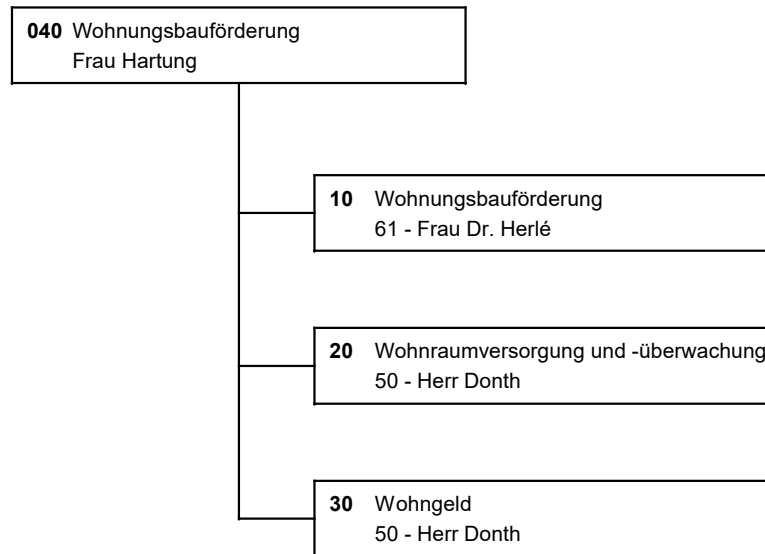 040 Wohnungsbauförderung
Frau Hartung
10 Wohnungsbauförderung
61 - Frau Dr. Herlé
20 Wohnraumversorgung und -überwachung
50 - Herr Donth
30 Wohngeld
50 - Herr Donth